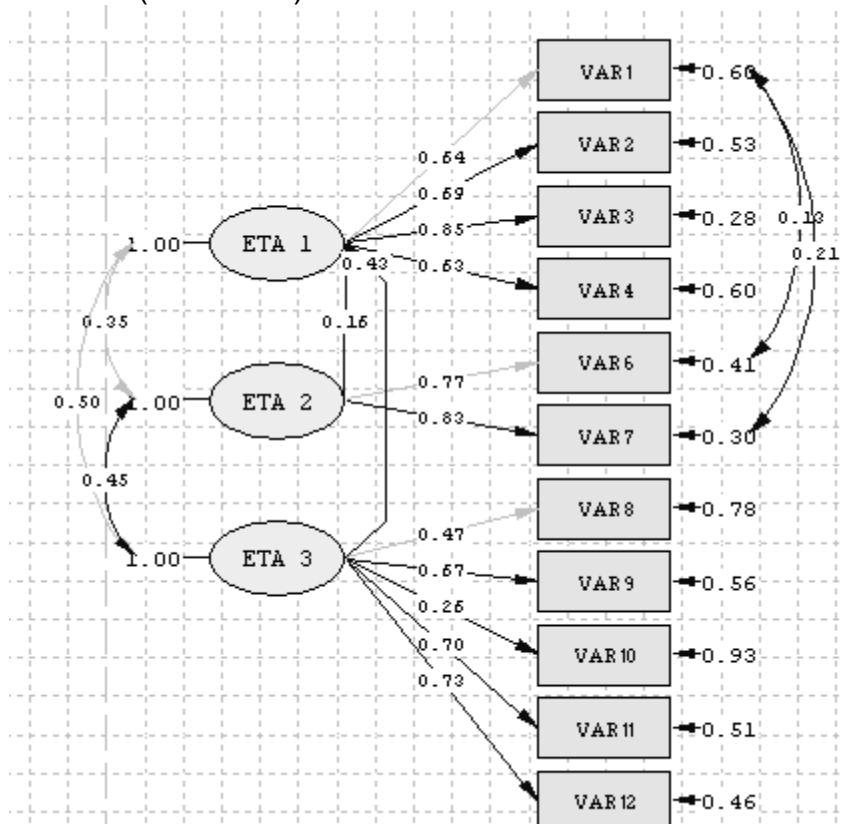 VAR1 0.60
VAR2 0.53
0.64
0.69
VAR3 0.28 0.13
0.85
1.00 ETA 1
0.43 0.63
0.21
VAR4 0.60
0.35 0.16
VAR6 0.41
0.77
1.00 ETA 2
0.50
0.83
VAR7 0.30
0.45
VAR8 0.78
0.47
1.00 ETA 3
0.67
VAR9 0.56
0.26
0.70
VAR10 0.93
0.73
VAR11 0.51
VAR12 0.46